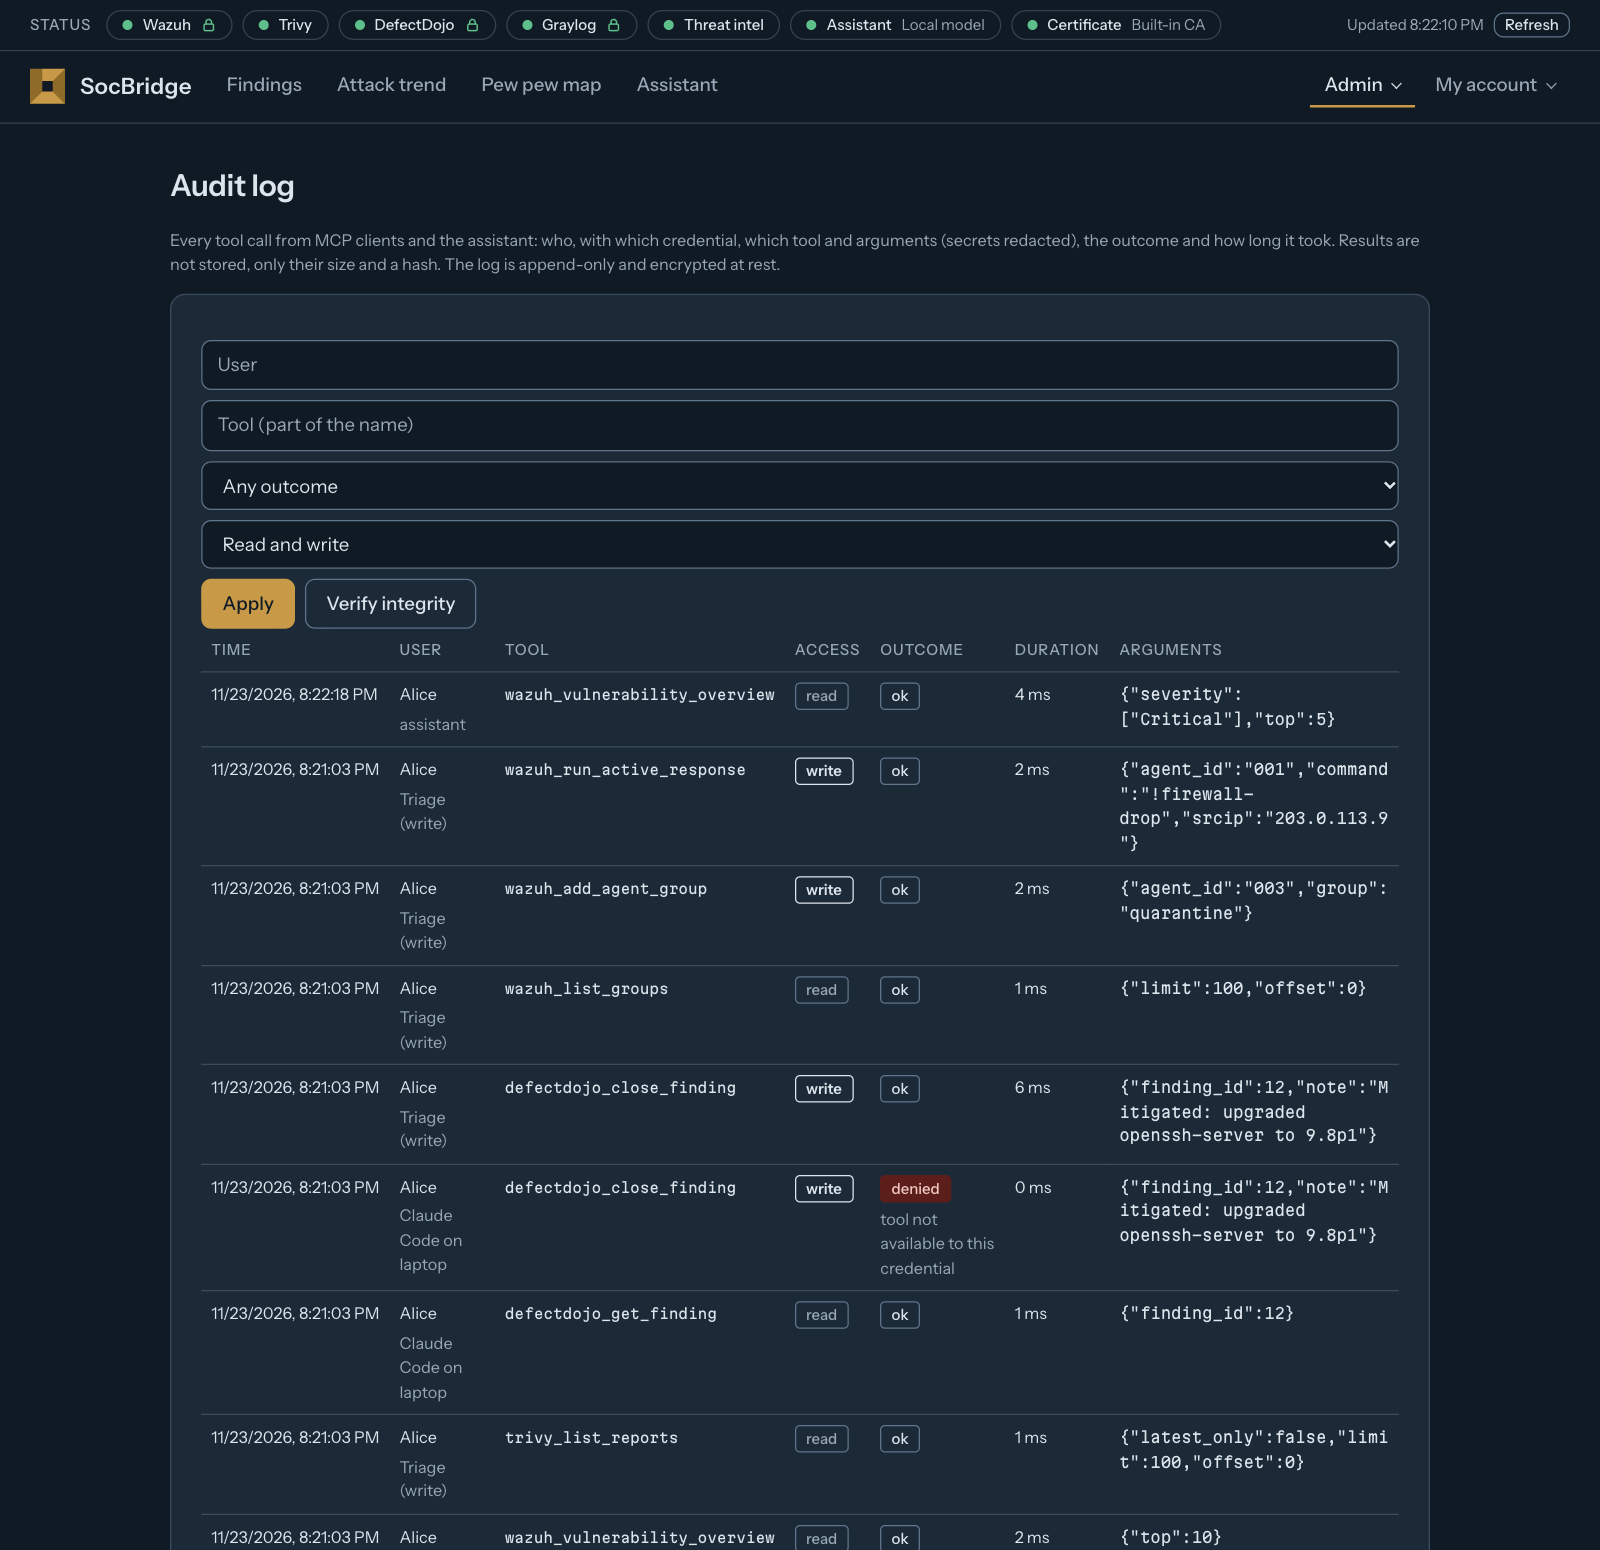 STATUS Wazuh Trivy DefectDojo Graylog Threat intel Assistant Local model Certificate Built-in CA Updated 8:22:10 PM Refresh
SocBridge Findings Attack trend Pew pew map Assistant Admin My account
Audit log
Every tool call from MCP clients and the assistant: who, with which credential, which tool and arguments (secrets redacted), the outcome and how long it took. Results are
not stored, only their size and a hash. The log is append-only and encrypted at rest.
User
Tool (part of the name)
Any outcome
Read and write
Apply Verify integrity
TIME USER TOOL ACCESS OUTCOME DURATION ARGUMENTS
11/23/2026, 8:22:18 PM Alice wazuh_vulnerability_overview read ok 4 ms {"severity":
assistant ["Critical"],"top":5}
11/23/2026, 8:21:03 PM Alice wazuh_run_active_response write ok 2 ms {"agent_id":"001","command
Triage ":"!firewall-
(write) drop","srcip":"203.0.113.9
"}
11/23/2026, 8:21:03 PM Alice wazuh_add_agent_group write ok 2 ms {"agent_id":"003","group":
Triage "quarantine"}
(write)
11/23/2026, 8:21:03 PM Alice wazuh_list_groups read ok 1 ms {"limit":100,"offset":0}
Triage
(write)
11/23/2026, 8:21:03 PM Alice defectdojo_close_finding write ok 6 ms {"finding_id":12,"note":"M
Triage itigated: upgraded
(write) openssh-server to 9.8p1"}
11/23/2026, 8:21:03 PM Alice defectdojo_close_finding write denied 0 ms {"finding_id":12,"note":"M
Claude tool not itigated: upgraded
Code on available to this openssh-server to 9.8p1"}
laptop credential
11/23/2026, 8:21:03 PM Alice defectdojo_get_finding read ok 1 ms {"finding_id":12}
Claude
Code on
laptop
11/23/2026, 8:21:03 PM Alice trivy_list_reports read ok 1 ms {"latest_only":false,"limi
Triage t":100,"offset":0}
(write)
11/23/2026, 8:21:03 PM Alice wazuh_vulnerability_overview read ok 2 ms {"top":10}